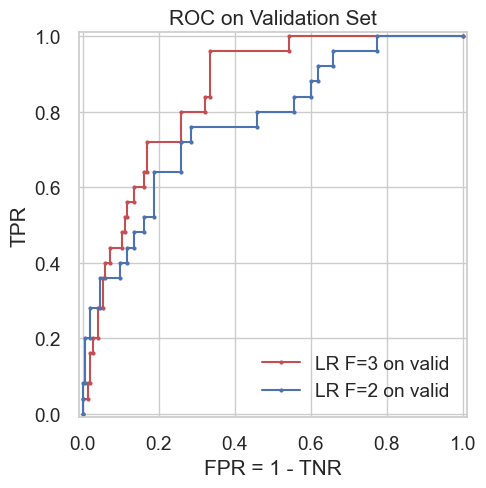 ROC on Validation Set
1.0
0.8
0.6
0.4
0.2
0.0
TPR
LR F=3 on valid
LR F=2 on valid
0.0 0.2 0.4 0.6 0.8 1.0
FPR = 1 - TNR